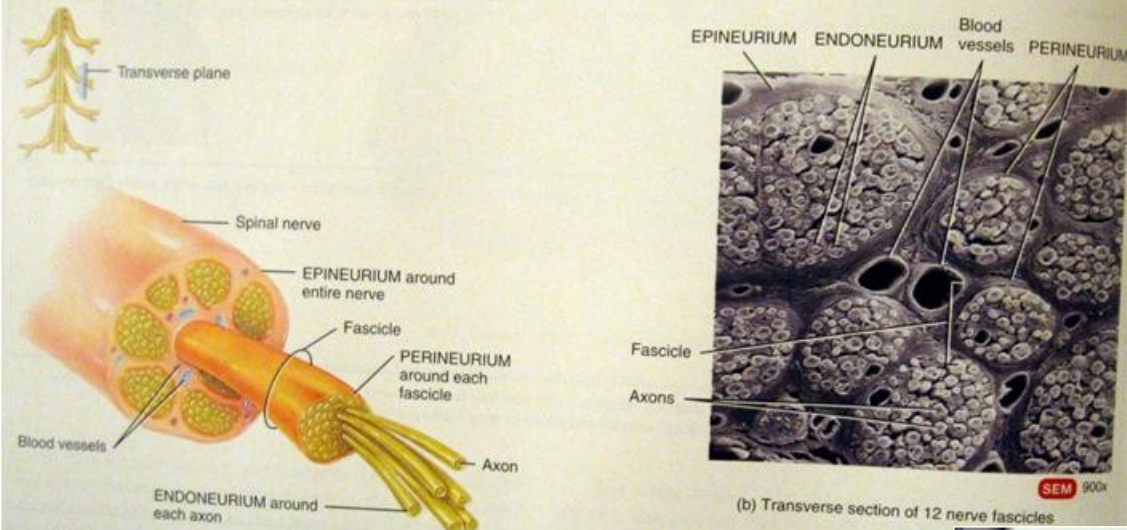 Transverse plane
Spinal nerve
EPINEURIUM around
entire nerve
Fascicle
PERINEURIUM
around each
fascicle
Blood vessels
Axon
ENDONEURIUM around
each axon
EPINEURIUM
ENDONEURIUM
Blood
vessels
PERINEURIUM
Fascicle
Axons
SEM 900x
(b) Transverse section of 12 nerve fascicles